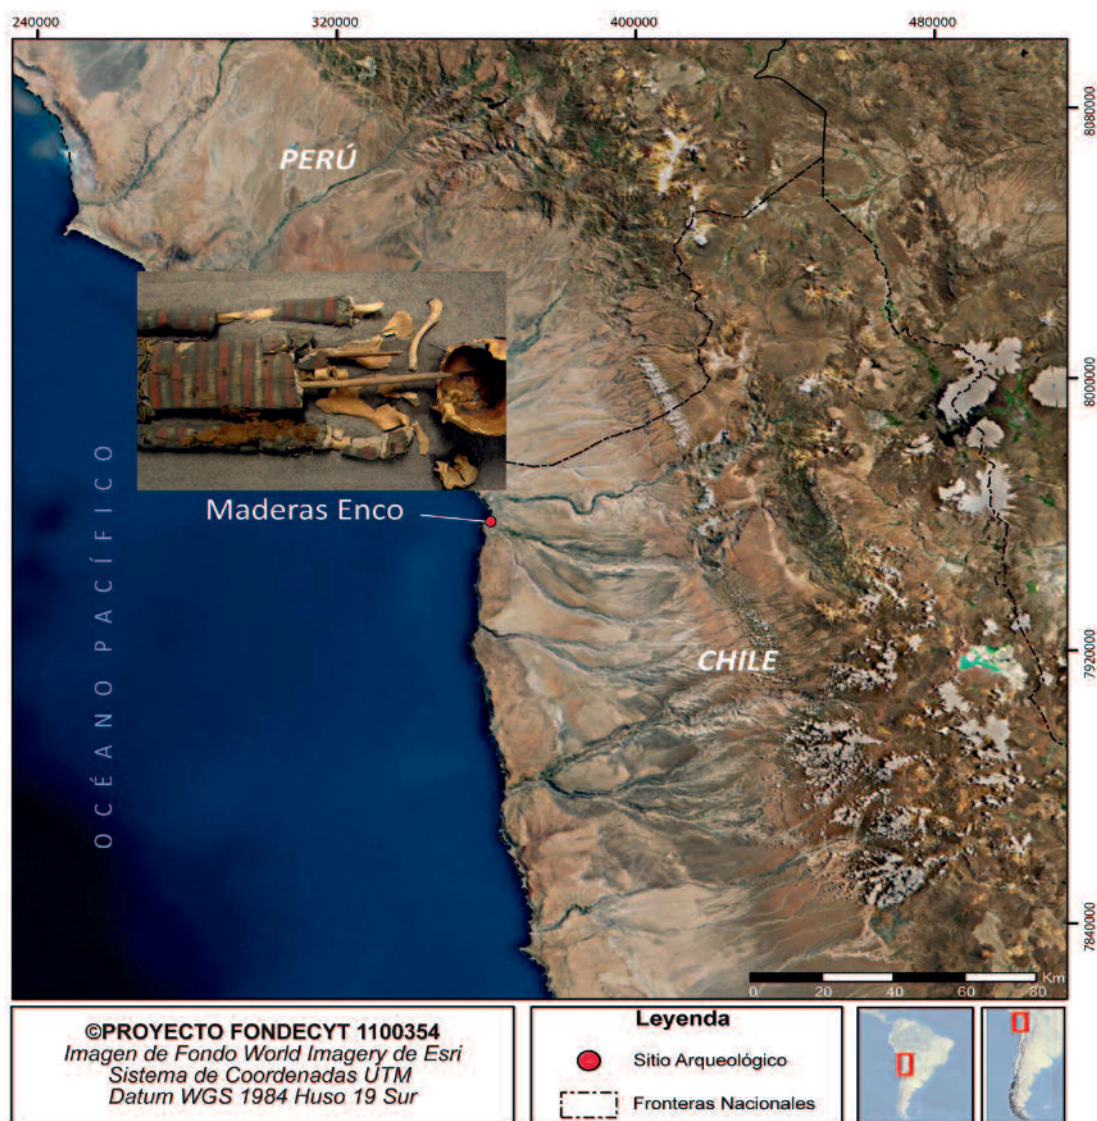 240000
320000
400000
480000
8080000
PERÚ
8000000
Maderas Enco
OCÉANO PACÍFICO
CHILE
7920000
7840000
Km
0 20 40 60 80
©PROYECTO FONDECYT 1100354
Imagen de Fondo World Imagery de Esri
Sistema de Coordenadas UTM
Datum WGS 1984 Huso 19 Sur
Leyenda
Sitio Arqueológico
Fronteras Nacionales